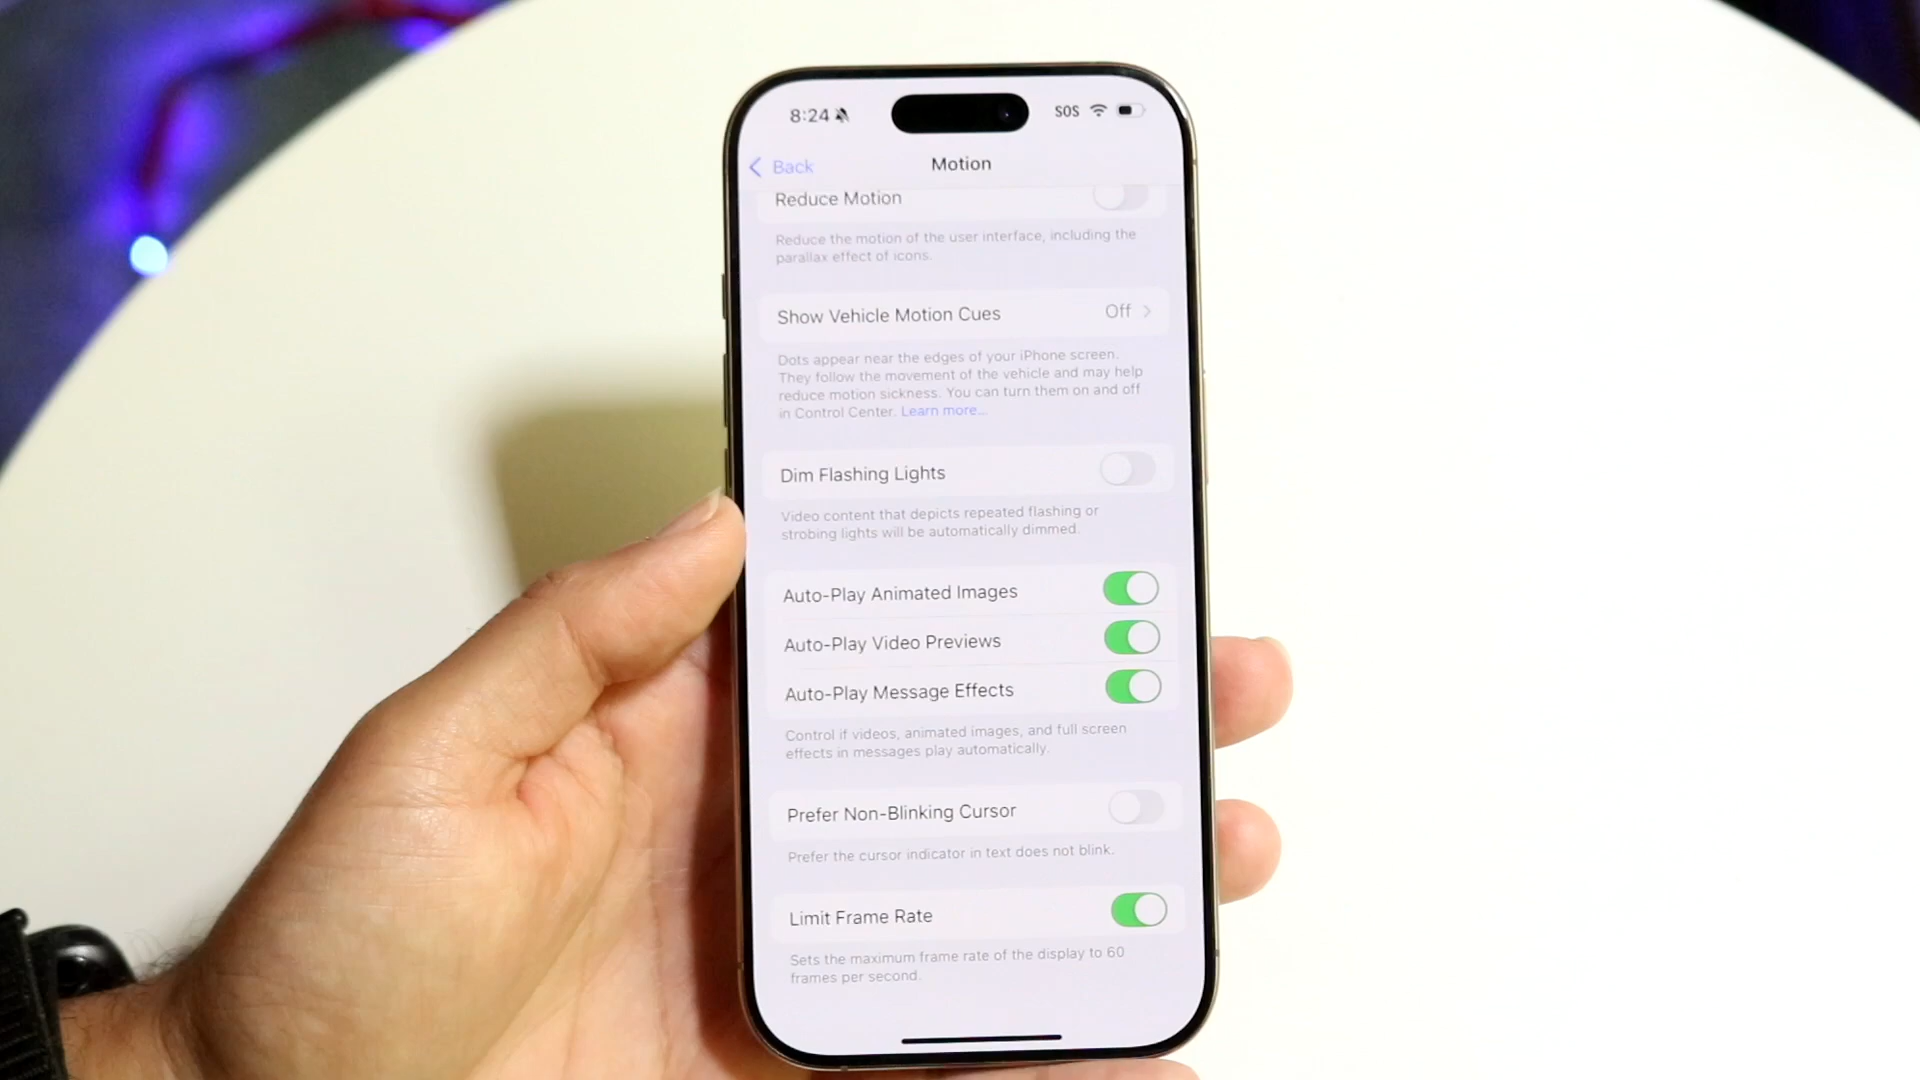 8:24
SOS
Back
Motion
Reduce Motion
Reduce the motion of the user interface, including the
parallax effect of icons.
Show Vehicle Motion Cues
Off
Dots appear near the edges of your iPhone screen.
They follow the movement of the vehicle and may help
reduce motion sickness. You can turn them on and off
in Control Center. Learn more...
Dim Flashing Lights
Video content that depicts repeated flashing or
strobing lights will be automatically dimmed.
Auto-Play Animated Images
Auto-Play Video Previews
Auto-Play Message Effects
Control if videos, animated images, and full screen
effects in messages play automatically.
Prefer Non-Blinking Cursor
Prefer the cursor indicator in text does not blink.
Limit Frame Rate
Sets the maximum frame rate of the display to 60
frames per second.